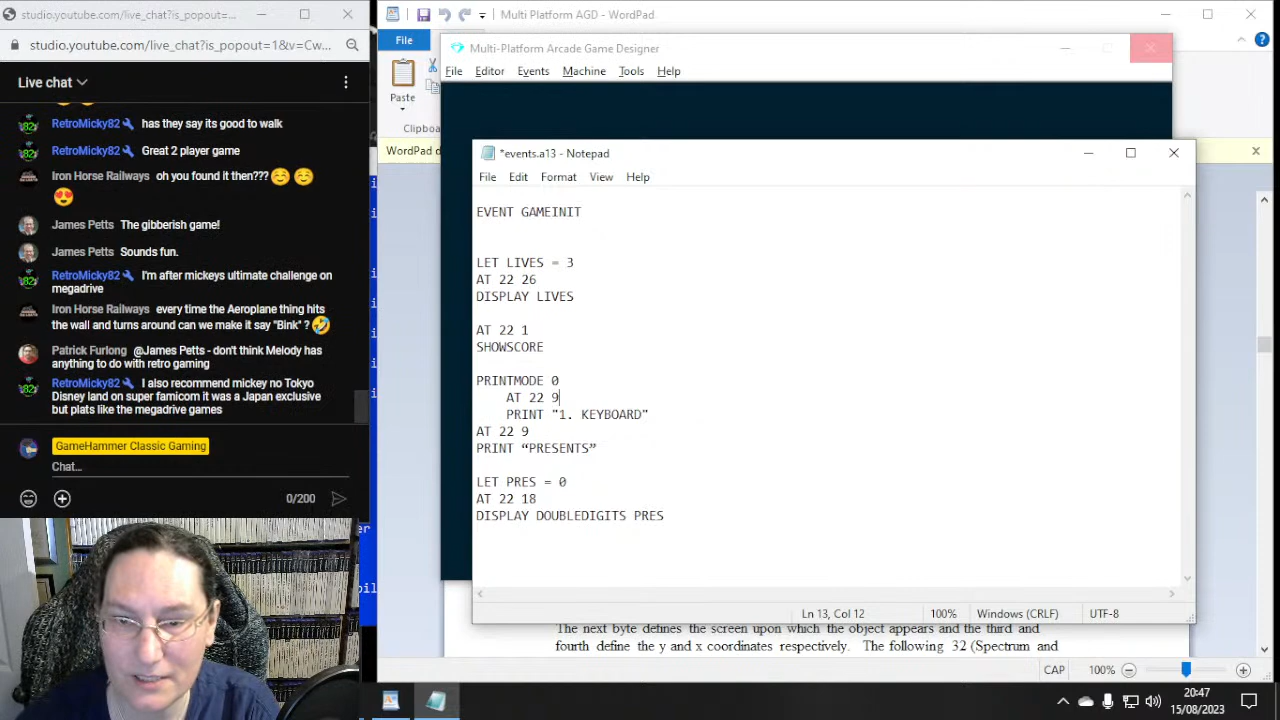 studio.youtube.com/live_chat?is_popout=...
studio.youtube.com/live_chat?is_popout=1&v=Cw...
Live chat
RetroMicky82 has they say its good to walk
RetroMicky82 Great 2 player game
Iron Horse Railways oh you found it then???
James Petts The gibberish game!
James Petts Sounds fun.
RetroMicky82 I'm after mickeys ultimate challenge on
megadrive
Iron Horse Railways every time the Aeroplane thing hits
the wall and turns around can we make it say "Bink" ?
Patrick Furlong @James Petts - don't think Melody has
anything to do with retro gaming
RetroMicky82 I also recommend mickey no Tokyo
Disney land on super famicom it was a Japan exclusive
but plats like the megadrive games
GameHammer Classic Gaming
Chat...
0/200
Multi Platform AGD - WordPad
File
Paste
Clipboa
WordPad d
Multi-Platform Arcade Game Designer
File Editor Events Machine Tools Help
*events.a13 - Notepad
File Edit Format View Help
EVENT GAMEINIT
LET LIVES = 3
AT 22 26
DISPLAY LIVES
AT 22 1
SHOWSCORE
PRINTMODE 0
AT 22 9
PRINT "1. KEYBOARD"
AT 22 9
PRINT “PRESENTS”
LET PRES = 0
AT 22 18
DISPLAY DOUBLEDIGITS PRES
Ln 13, Col 12 100% Windows (CRLF) UTF-8
The next byte defines the screen upon which the object appears and the third and
fourth define the y and x coordinates respectively. The following 32 (Spectrum and
CAP 100%
20:47
15/08/2023